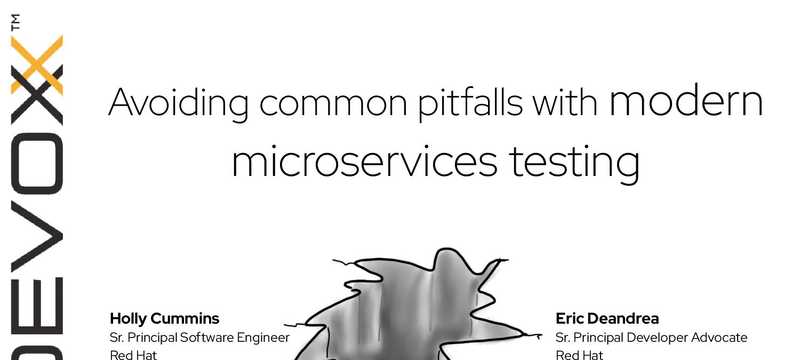 DEVOXX™
Avoiding common pitfalls with modern
microservices testing
Holly Cummins
Sr. Principal Software Engineer
Red Hat
Eric Deandrea
Sr. Principal Developer Advocate
Red Hat